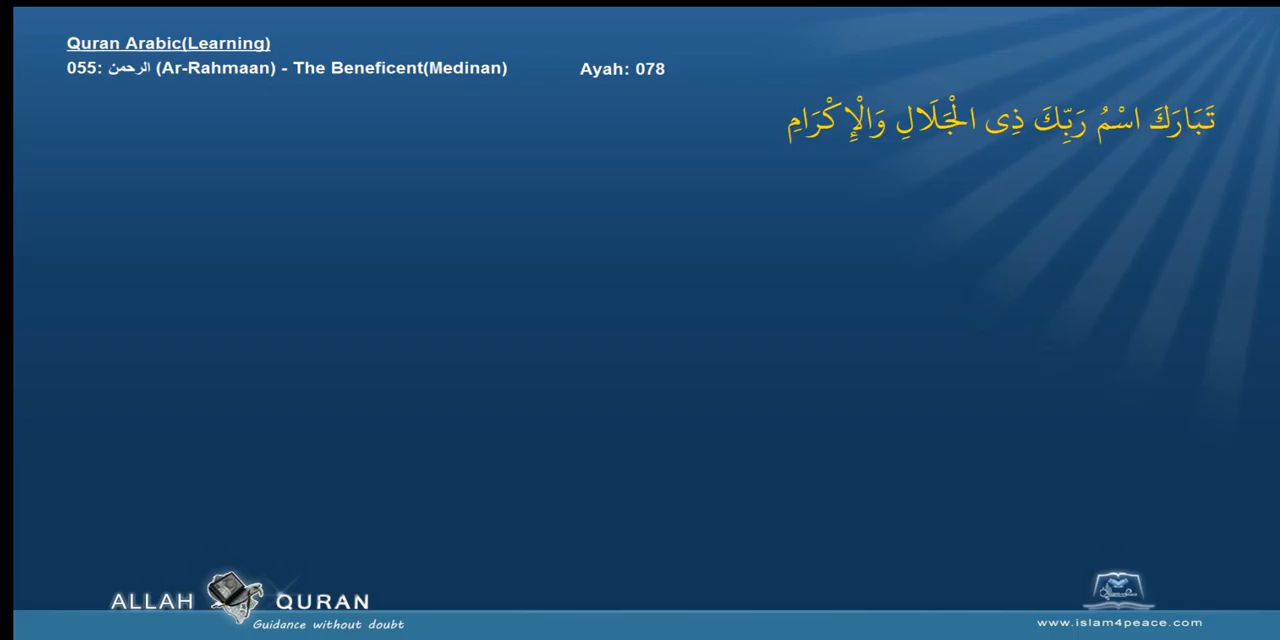 Quran Arabic(Learning)
055: الرحمن (Ar-Rahmaan) - The Beneficent(Medinan) Ayah: 078
تَبَارَكَ اسْمُ رَبِّكَ ذِى الْجَلَالِ وَالْإِكْرَامِ
ALLAH QURAN
Guidance without doubt
www.islam4peace.com